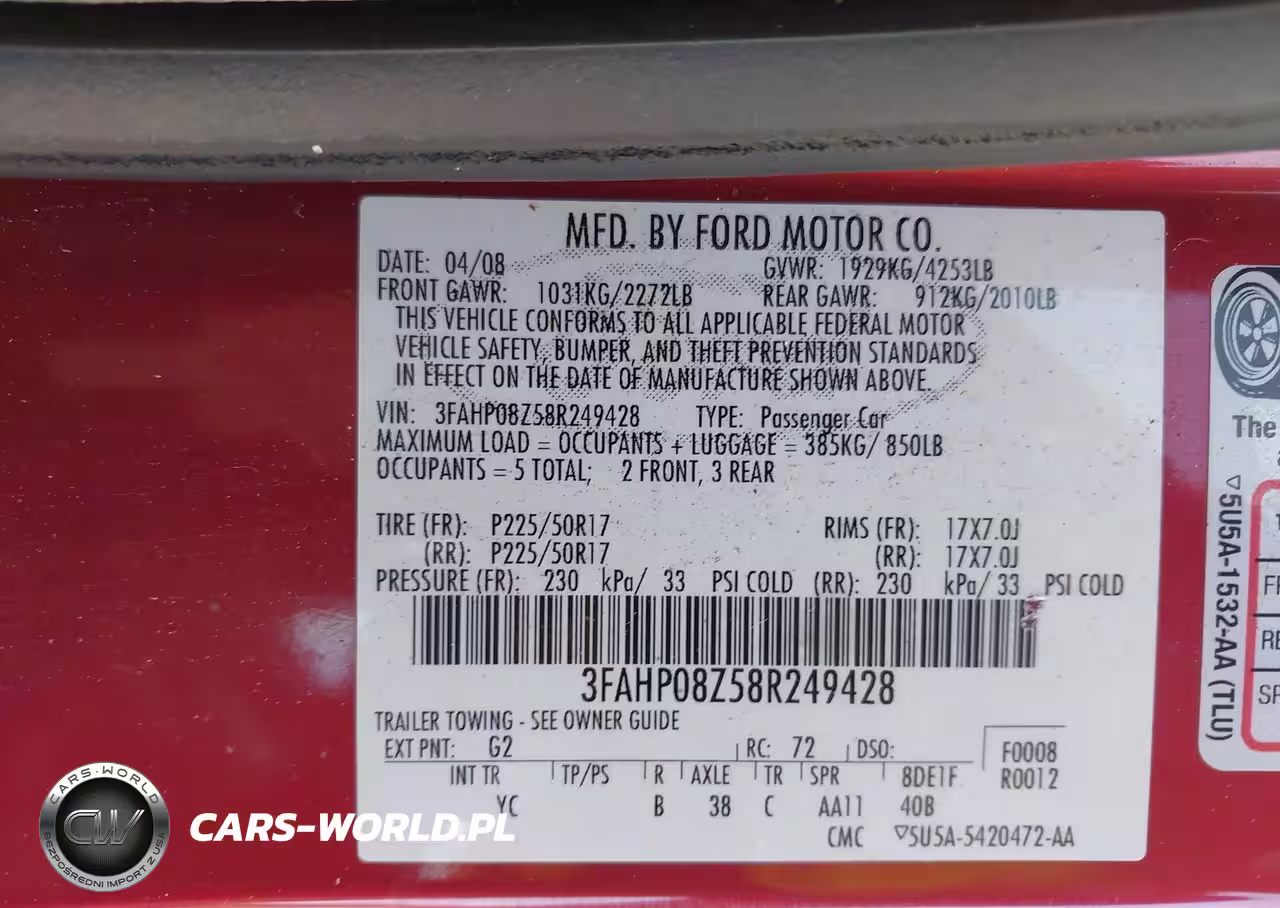 MFD. BY FORD MOTOR CO.
DATE: 04/08 GVWR: 1929KG/4253LB
FRONT GAWR: 1031KG/2272LB REAR GAWR: 912KG/2010LB
THIS VEHICLE CONFORMS TO ALL APPLICABLE FEDERAL MOTOR
VEHICLE SAFETY, BUMPER, AND THEFT PREVENTION STANDARDS
IN EFFECT ON THE DATE OF MANUFACTURE SHOWN ABOVE.
VIN: 3FAHP08Z58R249428 TYPE: Passenger Car
MAXIMUM LOAD = OCCUPANTS + LUGGAGE = 385KG/ 850LB
OCCUPANTS = 5 TOTAL; 2 FRONT, 3 REAR
TIRE (FR): P225/50R17 RIMS (FR): 17X7.0J
(RR): P225/50R17 (RR): 17X7.0J
PRESSURE (FR): 230 kPa/ 33 PSI COLD (RR): 230 kPa/ 33 PSI COLD
3FAHP08Z58R249428
TRAILER TOWING - SEE OWNER GUIDE
EXT PNT: G2 RC: 72 DSO: F0008
INT TR TP/PS R AXLE TR SPR 8DE1F R0012
YC B 38 C AA11 40B
CMC ▽5U5A-5420472-AA
The
▽5U5A-1532-AA (TLU)
CARS-WORLD
CW
BEZPOŚREDNI IMPORT Z USA
CARS-WORLD.PL